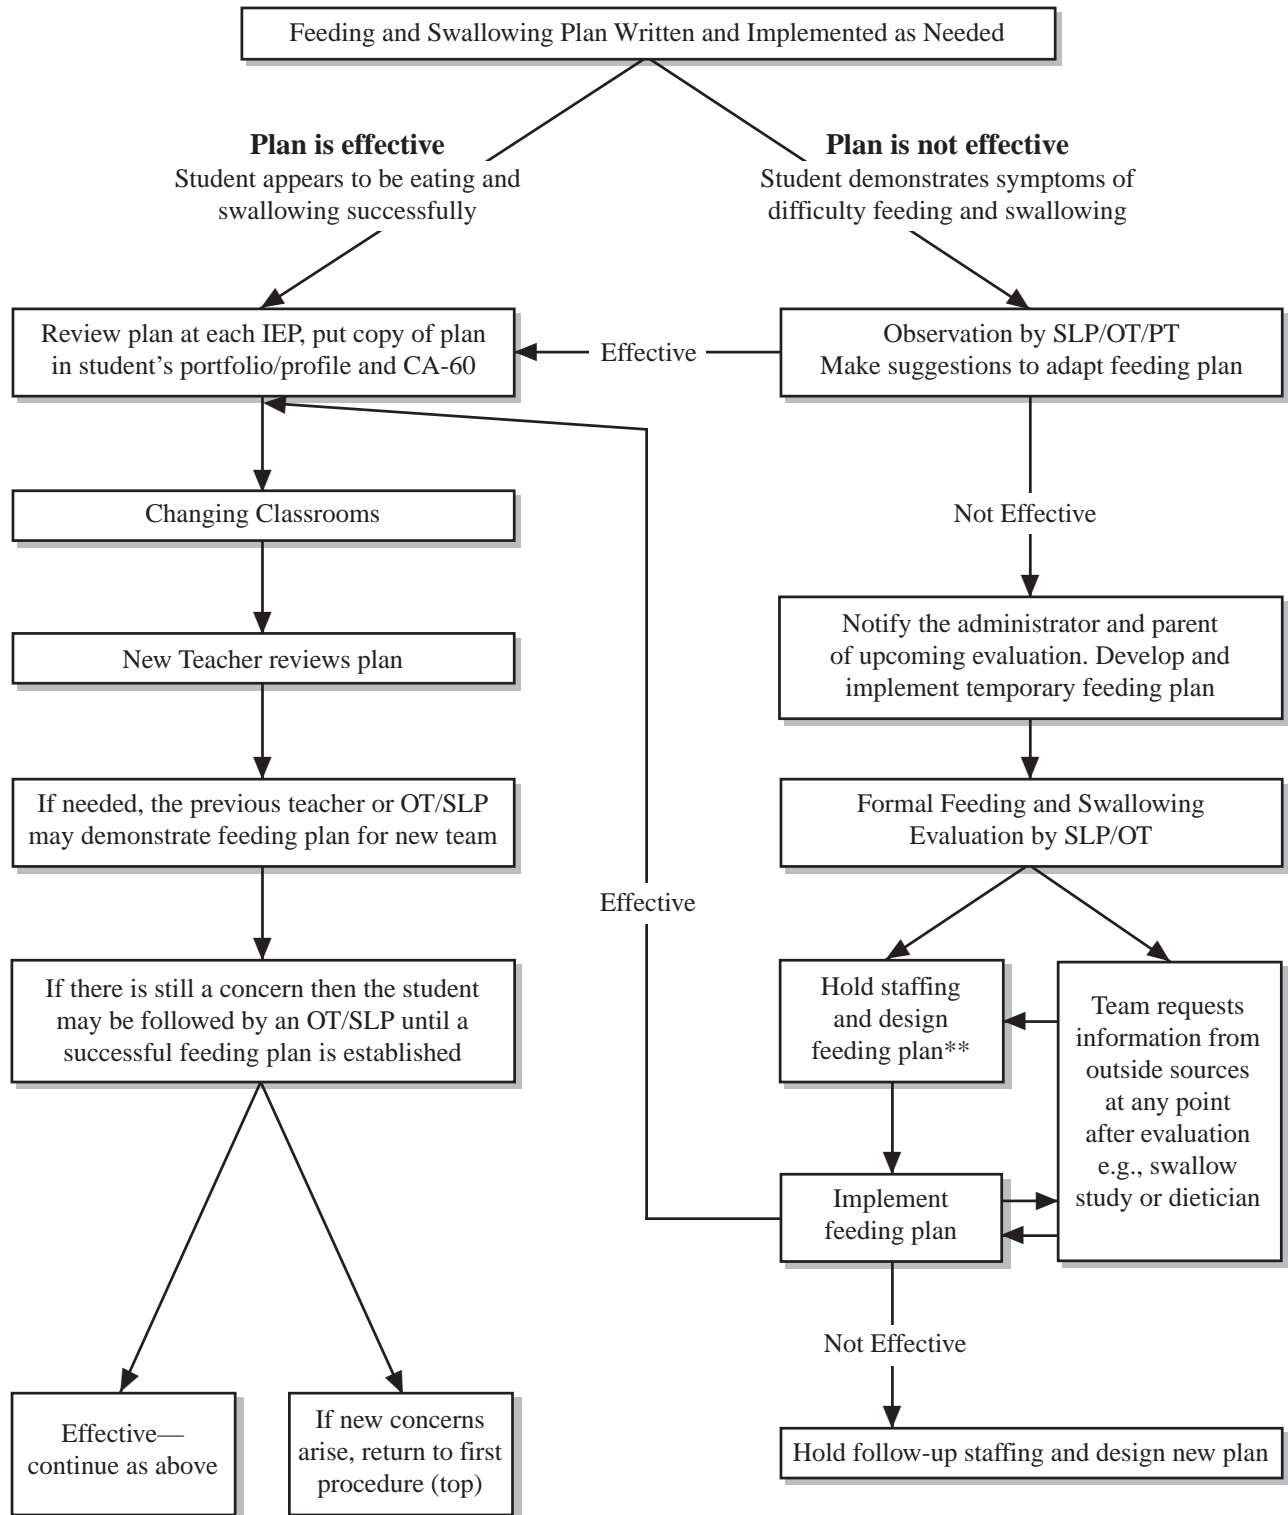 Feeding and Swallowing Plan Written and Implemented as Needed
Plan is effective
Student appears to be eating and
swallowing successfully
Plan is not effective
Student demonstrates symptoms of
difficulty feeding and swallowing
Review plan at each IEP, put copy of plan
in student’s portfolio/profile and CA-60
Effective
Observation by SLP/OT/PT
Make suggestions to adapt feeding plan
Changing Classrooms
Not Effective
New Teacher reviews plan
Notify the administrator and parent
of upcoming evaluation. Develop and
implement temporary feeding plan
If needed, the previous teacher or OT/SLP
may demonstrate feeding plan for new team
Formal Feeding and Swallowing
Evaluation by SLP/OT
Effective
If there is still a concern then the student
may be followed by an OT/SLP until a
successful feeding plan is established
Hold staffing
and design
feeding plan**
Team requests
information from
outside sources
at any point
after evaluation
e.g., swallow
study or dietician
Implement
feeding plan
Not Effective
Effective—
continue as above
If new concerns
arise, return to first
procedure (top)
Hold follow-up staffing and design new plan